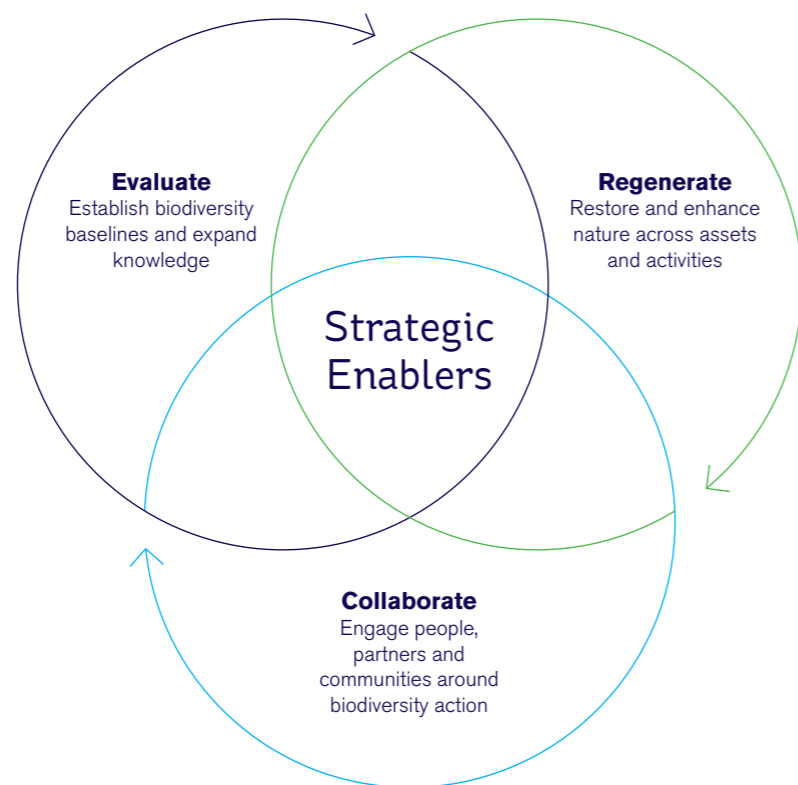 Evaluate
Establish biodiversity
baselines and expand
knowledge
Regenerate
Restore and enhance
nature across assets
and activities
Strategic
Enablers
Collaborate
Engage people,
partners and
communities around
biodiversity action